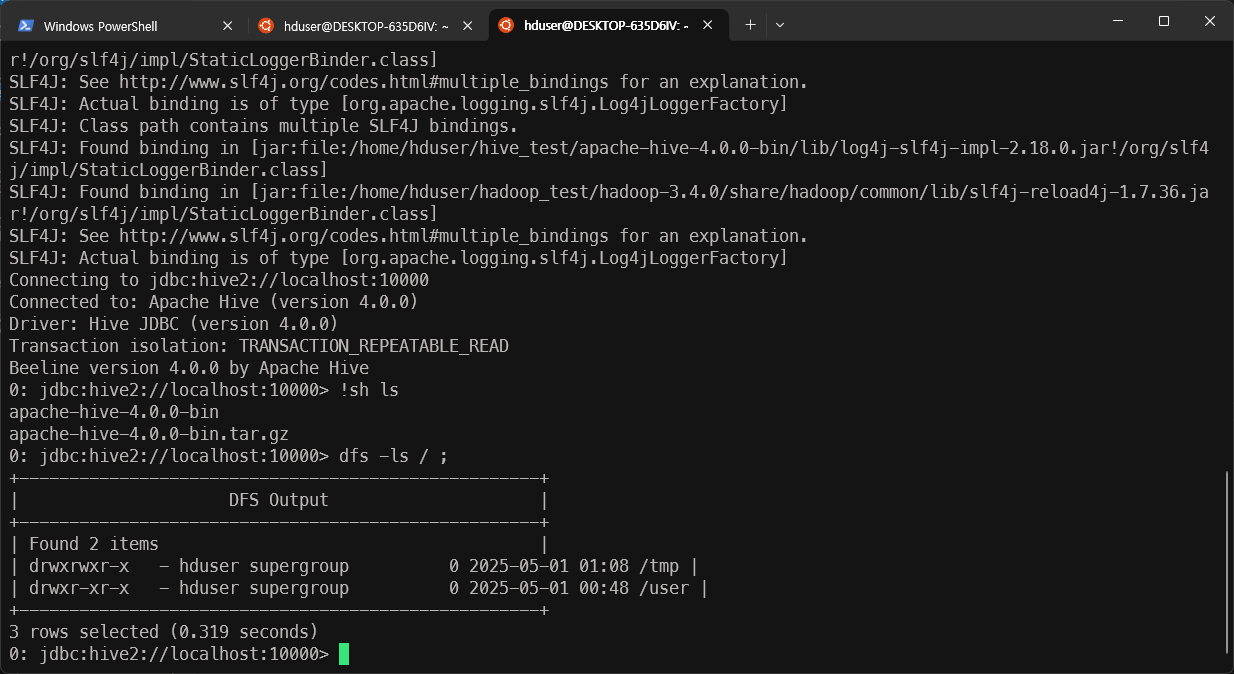 Windows PowerShell
hduser@DESKTOP-635D6IV: ~
hduser@DESKTOP-635D6IV: ~
r!/org/slf4j/impl/StaticLoggerBinder.class]
SLF4J: See http://www.slf4j.org/codes.html#multiple_bindings for an explanation.
SLF4J: Actual binding is of type [org.apache.logging.slf4j.Log4jLoggerFactory]
SLF4J: Class path contains multiple SLF4J bindings.
SLF4J: Found binding in [jar:file:/home/hduser/hive_test/apache-hive-4.0.0-bin/lib/log4j-slf4j-impl-2.18.0.jar!/org/slf4
j/impl/StaticLoggerBinder.class]
SLF4J: Found binding in [jar:file:/home/hduser/hadoop_test/hadoop-3.4.0/share/hadoop/common/lib/slf4j-reload4j-1.7.36.ja
r!/org/slf4j/impl/StaticLoggerBinder.class]
SLF4J: See http://www.slf4j.org/codes.html#multiple_bindings for an explanation.
SLF4J: Actual binding is of type [org.apache.logging.slf4j.Log4jLoggerFactory]
Connecting to jdbc:hive2://localhost:10000
Connected to: Apache Hive (version 4.0.0)
Driver: Hive JDBC (version 4.0.0)
Transaction isolation: TRANSACTION_REPEATABLE_READ
Beeline version 4.0.0 by Apache Hive
0: jdbc:hive2://localhost:10000> !sh ls
apache-hive-4.0.0-bin
apache-hive-4.0.0-bin.tar.gz
0: jdbc:hive2://localhost:10000> dfs -ls / ;
+----------------------------------------------------+
|                     DFS Output                     |
+----------------------------------------------------+
| Found 2 items                                      |
| drwxrwxr-x   - hduser supergroup          0 2025-05-01 01:08 /tmp |
| drwxr-xr-x   - hduser supergroup          0 2025-05-01 00:48 /user |
+----------------------------------------------------+
3 rows selected (0.319 seconds)
0: jdbc:hive2://localhost:10000>